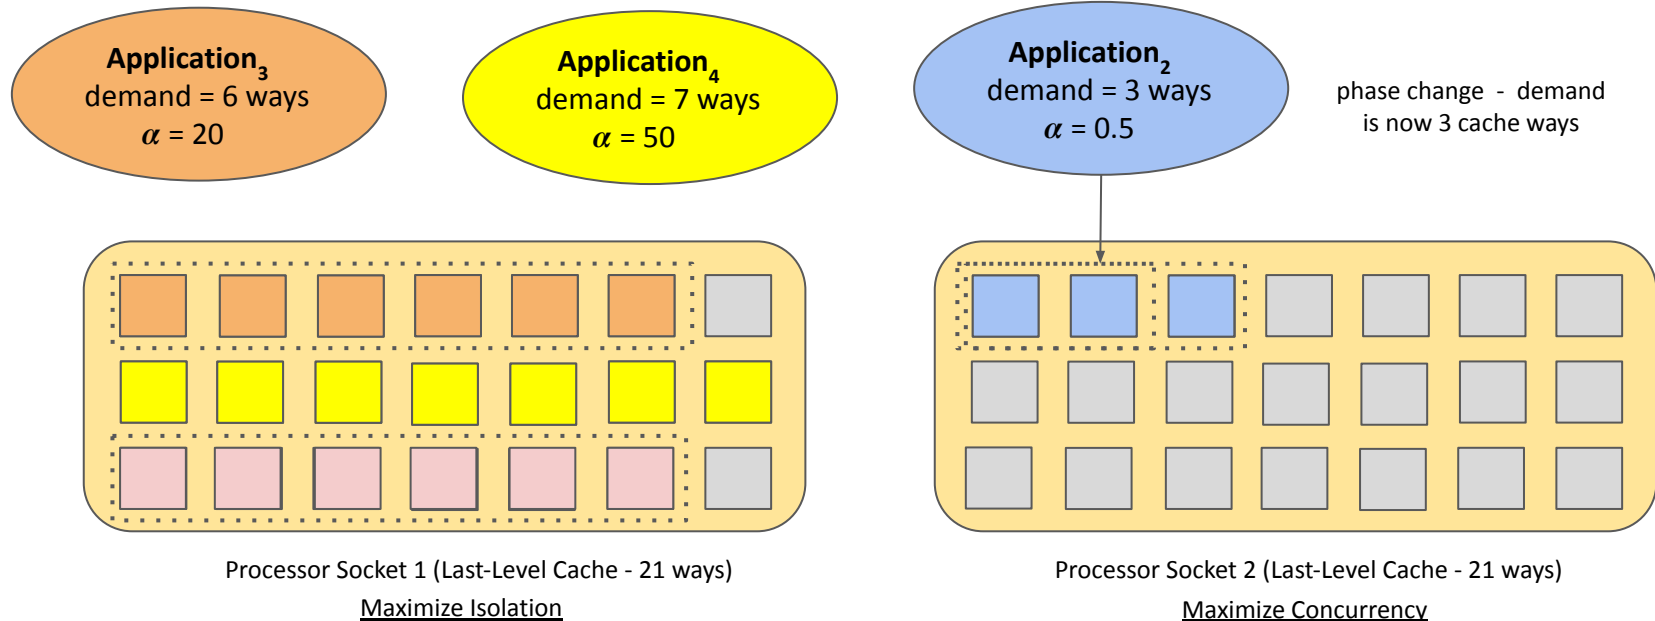 Application3
demand = 6 ways
α = 20
Application4
demand = 7 ways
α = 50
Application2
demand = 3 ways
α = 0.5
phase change - demand
is now 3 cache ways
Processor Socket 1 (Last-Level Cache - 21 ways)
Maximize Isolation
Processor Socket 2 (Last-Level Cache - 21 ways)
Maximize Concurrency